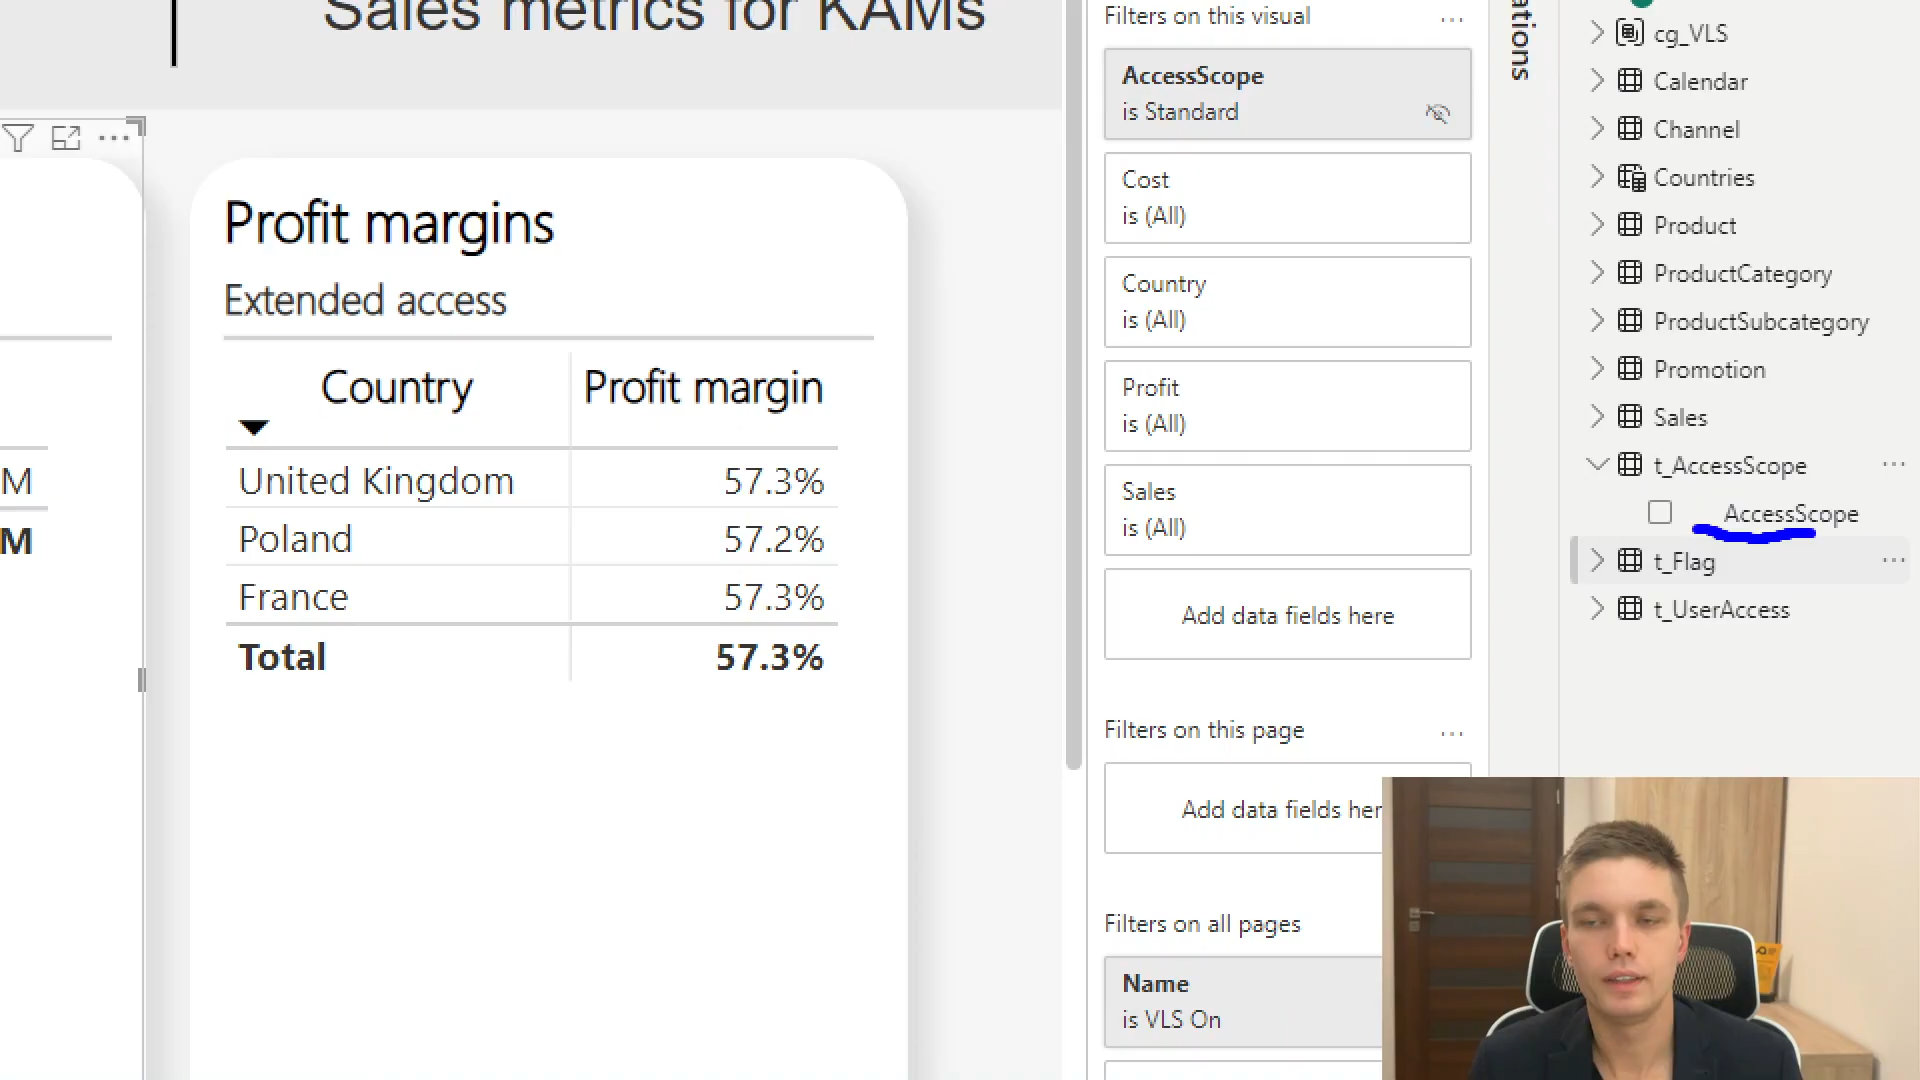 Sales metrics for KAMs
Profit margins
Extended access
Country Profit margin
United Kingdom 57.3%
Poland 57.2%
France 57.3%
Total 57.3%
M
M
Filters on this visual
AccessScope
is Standard
Cost
is (All)
Country
is (All)
Profit
is (All)
Sales
is (All)
Add data fields here
Filters on this page
Add data fields her
Filters on all pages
Name
is VLS On
ations
cg_VLS
Calendar
Channel
Countries
Product
ProductCategory
ProductSubcategory
Promotion
Sales
t_AccessScope
AccessScope
t_Flag
t_UserAccess